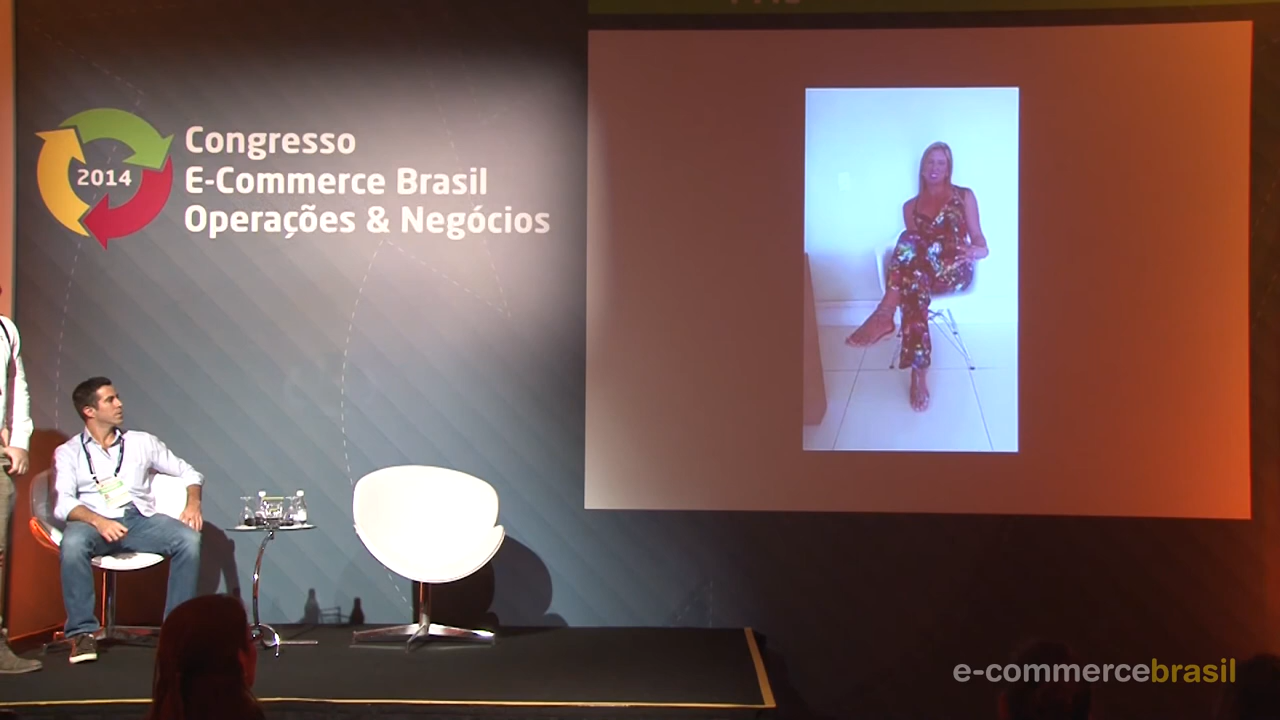 2014
Congresso
E-Commerce Brasil
Operações & Negócios
e-commercebrasil